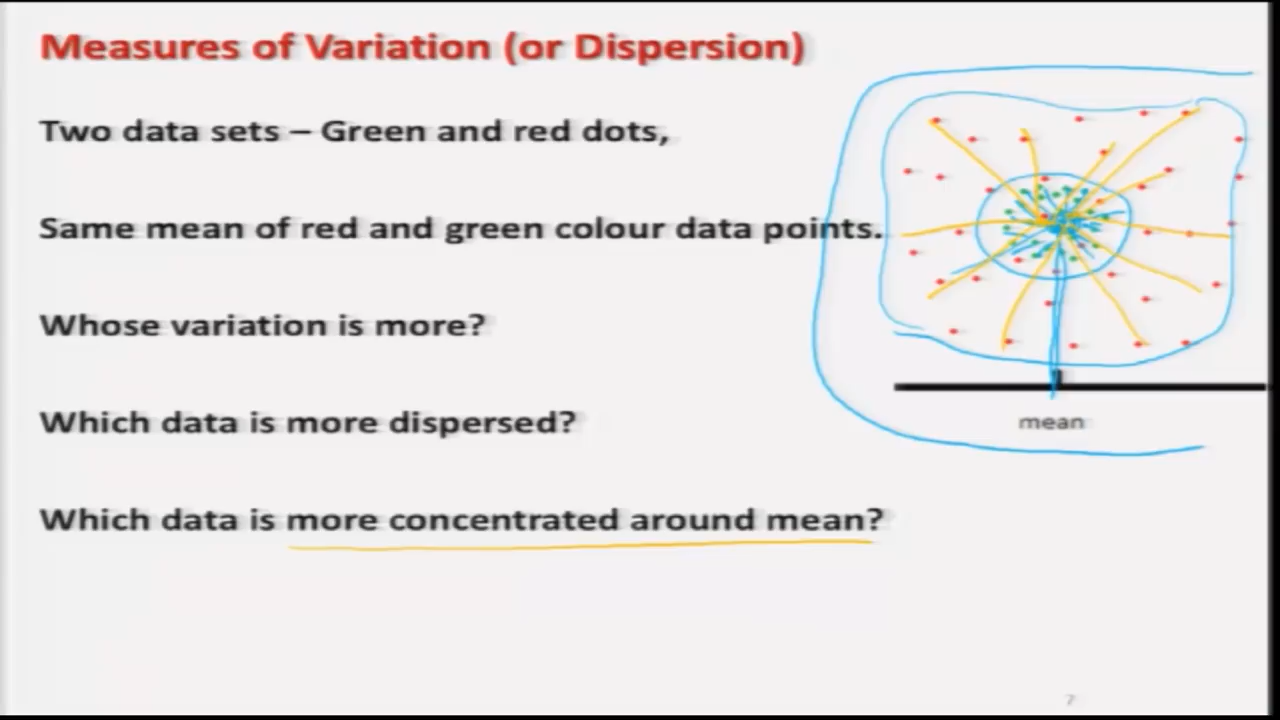 Measures of Variation (or Dispersion)
Two data sets – Green and red dots,
Same mean of red and green colour data points.
Whose variation is more?
Which data is more dispersed?
mean
Which data is more concentrated around mean?
7